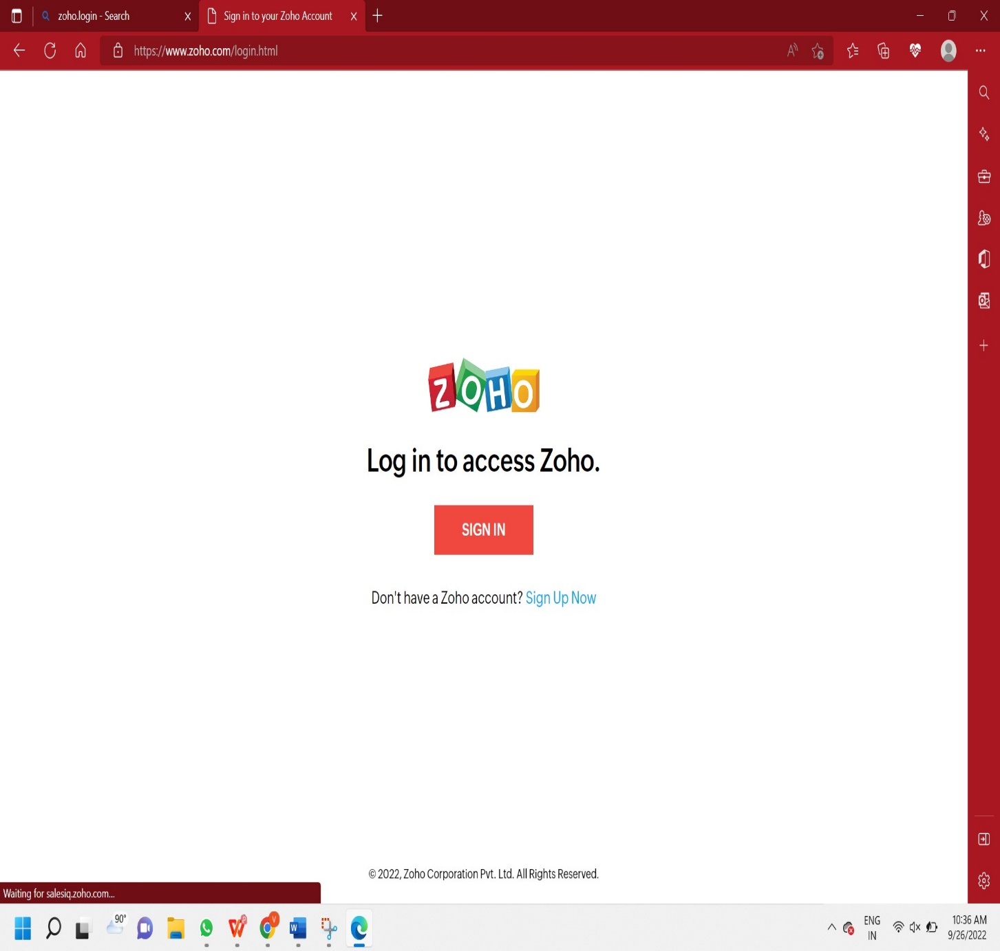 zoho.login - Search
Sign in to your Zoho Account
https://www.zoho.com/login.html
ZOHO
Log in to access Zoho.
SIGN IN
Don't have a Zoho account? Sign Up Now
© 2022, Zoho Corporation Pvt. Ltd. All Rights Reserved.
Waiting for salesiq.zoho.com...
90°
V
W
ENG
IN
10:36 AM
9/26/2022